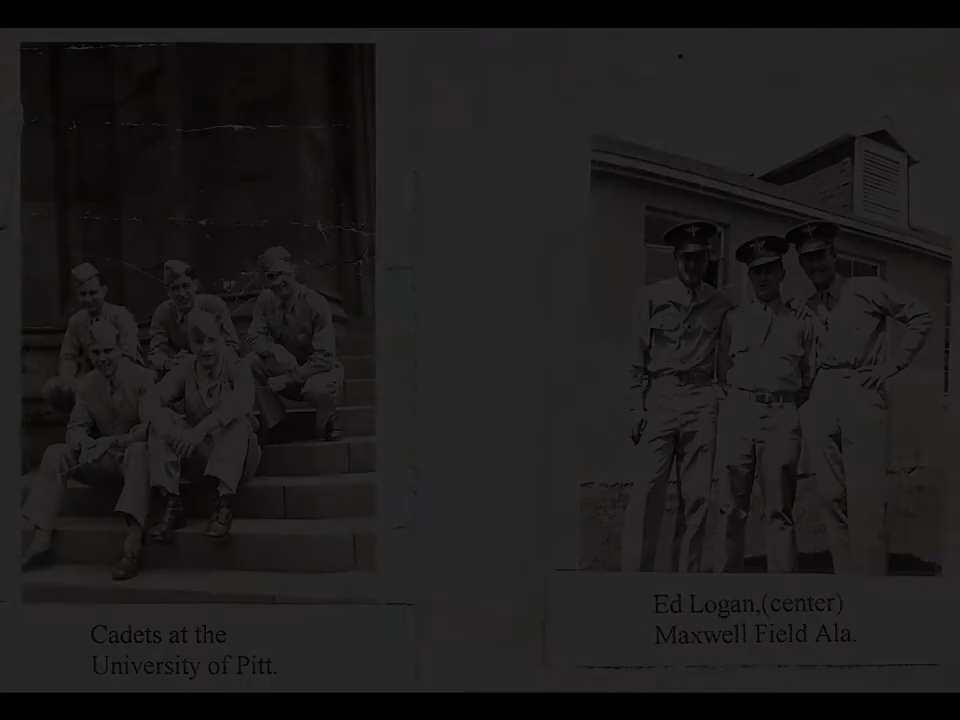 Cadets at the
University of Pitt.
Ed Logan,(center)
Maxwell Field Ala.